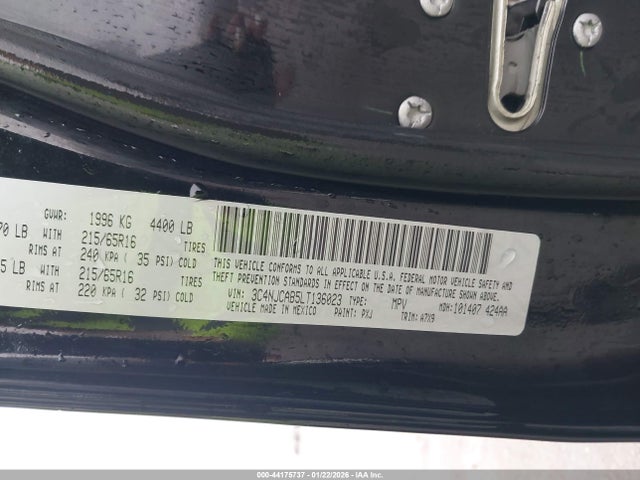 GVWR: 1996 KG 4400 LB
70 LB WITH 215/65R16 TIRES
RIMS AT 240 KPA ( 35 PSI) COLD
5 LB WITH 215/65R16 TIRES
RIMS AT 220 KPA ( 32 PSI) COLD
THIS VEHICLE CONFORMS TO ALL APPLICABLE U.S.A. FEDERAL MOTOR VEHICLE SAFETY AND
THEFT PREVENTION STANDARDS IN EFFECT ON THE DATE OF MANUFACTURE SHOWN ABOVE.
VIN: 3C4NJCAB5LT136023 TYPE: MPV MDH: 101407 424AA
VEHICLE MADE IN MEXICO PAINT: PXJ TRIM: A7X9
000-44175737 - 01/22/2026 - IAAI.COM